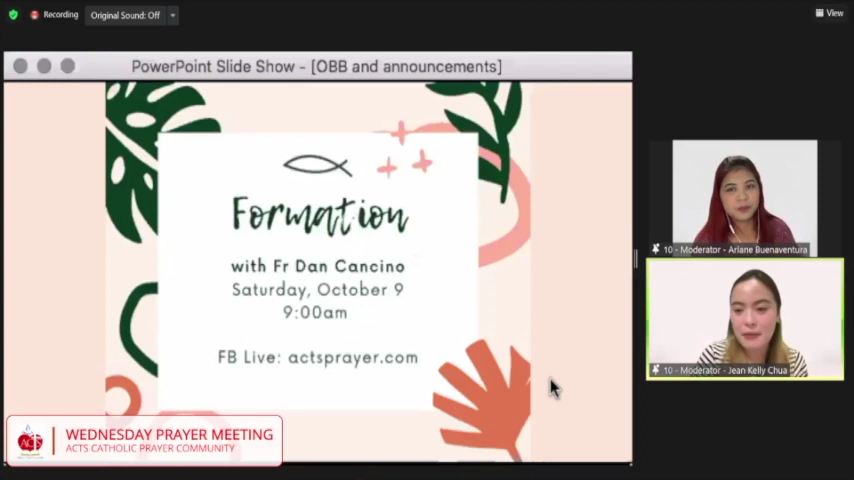 Recording
Original Sound: Off
View
PowerPoint Slide Show - [OBB and announcements]
Formation
with Fr Dan Cancino
Saturday, October 9
9:00am
FB Live: actsprayer.com
10 - Moderator - Arlane Buenaventura
10 - Moderator - Jean Kelly Chua
ACTS
WEDNESDAY PRAYER MEETING
ACTS CATHOLIC PRAYER COMMUNITY